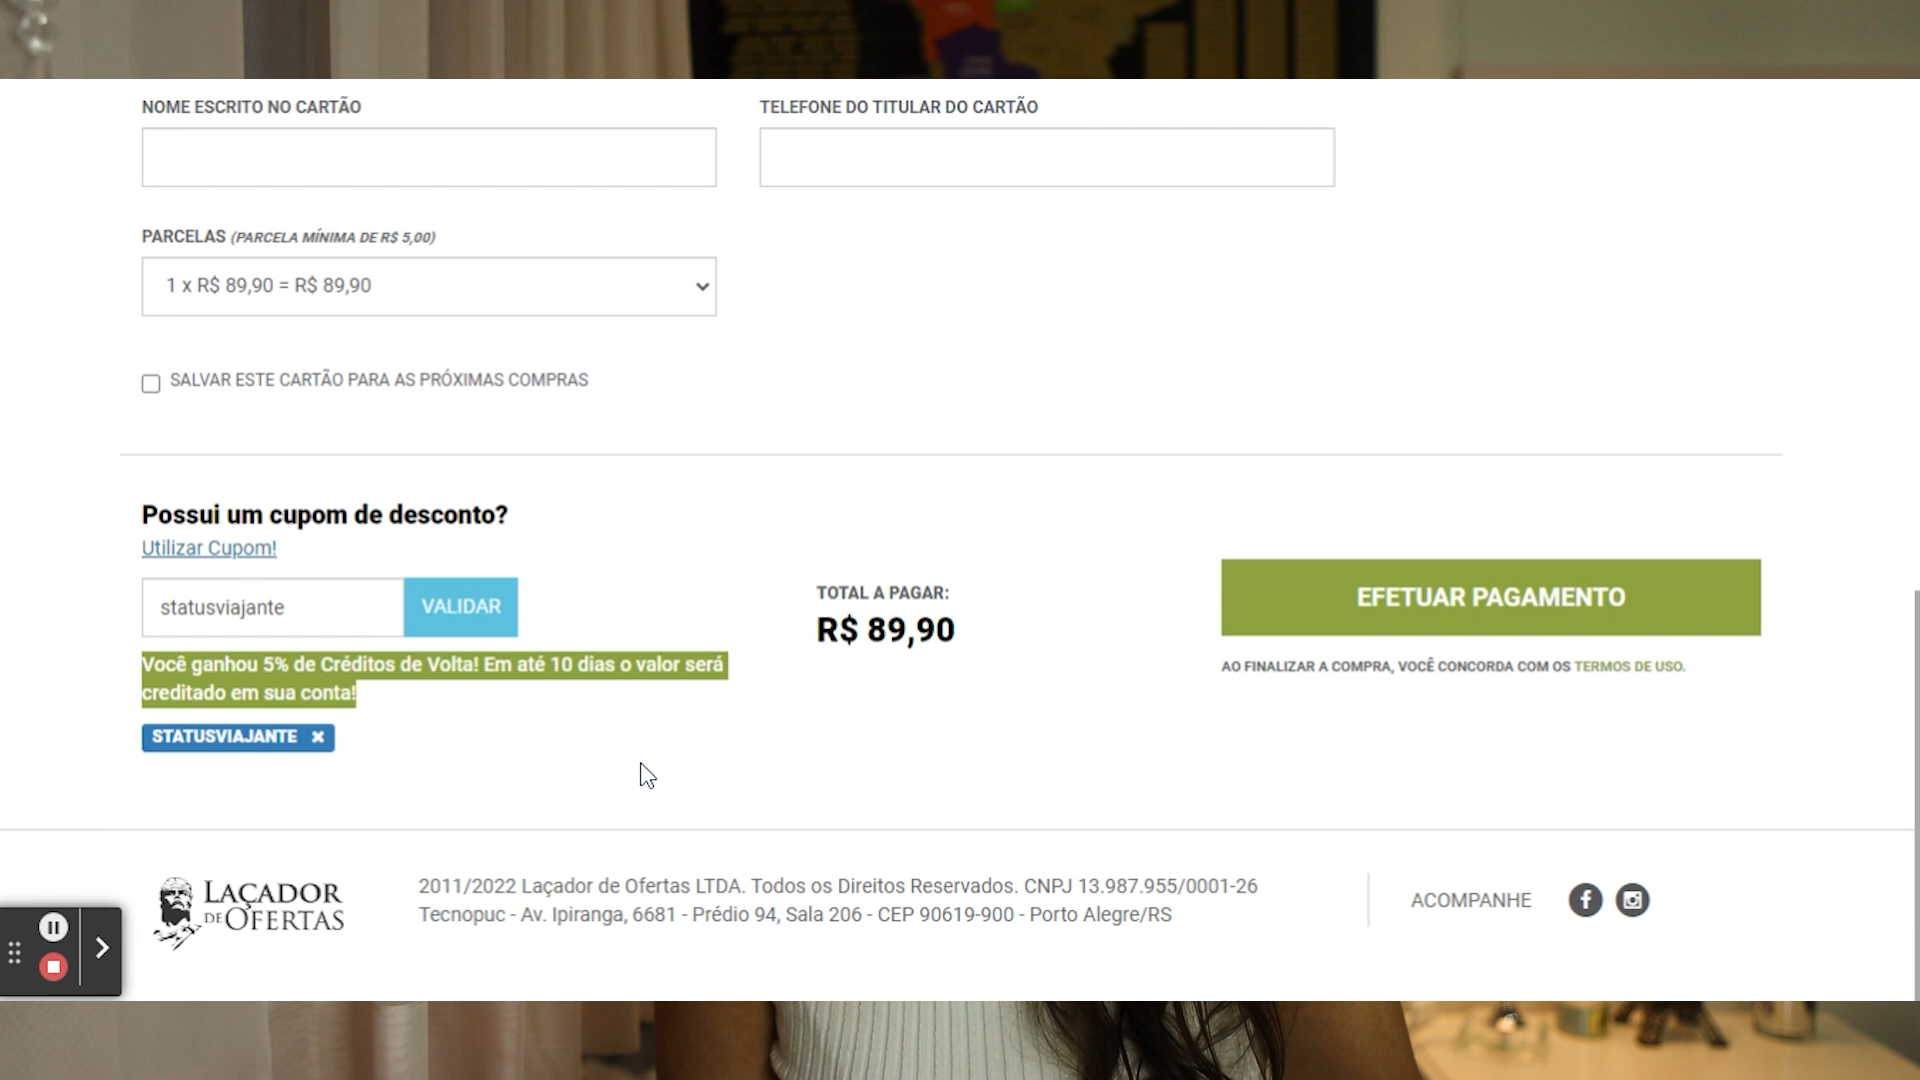 NOME ESCRITO NO CARTÃO
TELEFONE DO TITULAR DO CARTÃO
PARCELAS (PARCELA MÍNIMA DE R$ 5,00)
1 x R$ 89,90 = R$ 89,90
SALVAR ESTE CARTÃO PARA AS PRÓXIMAS COMPRAS
Possui um cupom de desconto?
Utilizar Cupom!
statusviajante
VALIDAR
Você ganhou 5% de Créditos de Volta! Em até 10 dias o valor será
creditado em sua conta!
STATUSVIAJANTE ×
TOTAL A PAGAR:
R$ 89,90
EFETUAR PAGAMENTO
AO FINALIZAR A COMPRA, VOCÊ CONCORDA COM OS TERMOS DE USO.
LAÇADOR
DE OFERTAS
2011/2022 Laçador de Ofertas LTDA. Todos os Direitos Reservados. CNPJ 13.987.955/0001-26
Tecnopuc - Av. Ipiranga, 6681 - Prédio 94, Sala 206 - CEP 90619-900 - Porto Alegre/RS
ACOMPANHE